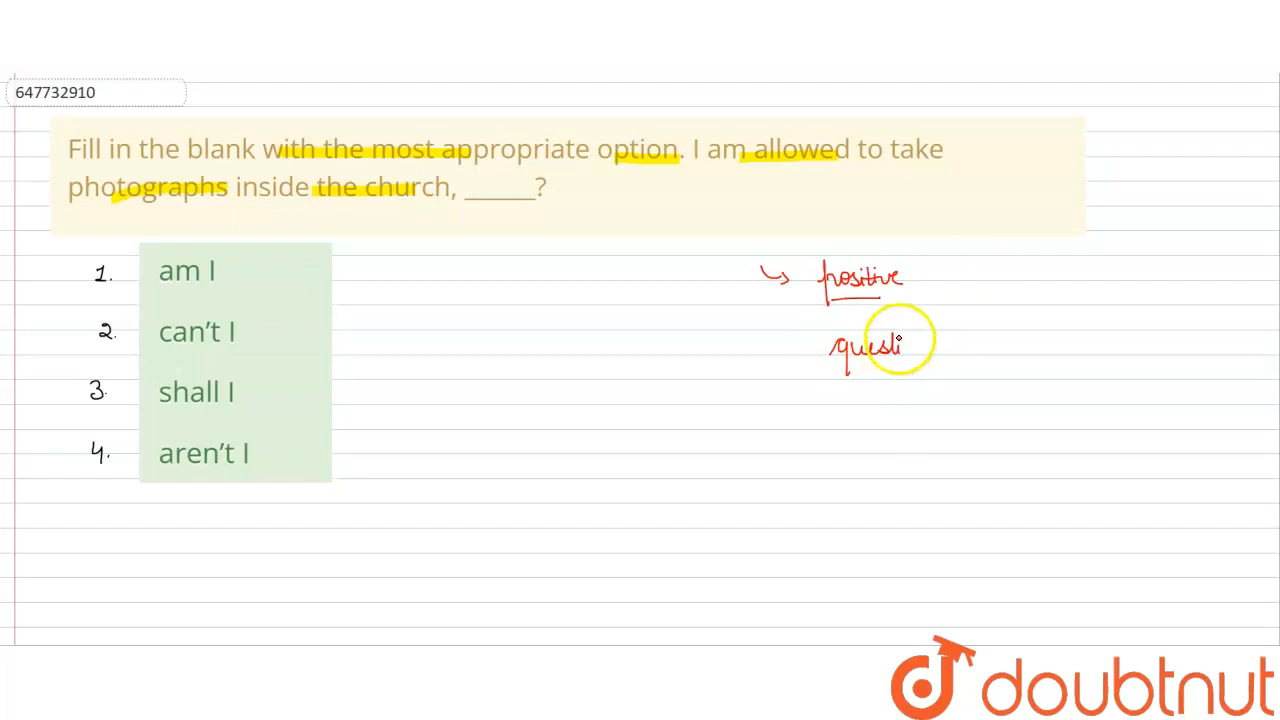 647732910
Fill in the blank with the most appropriate option. I am allowed to take
photographs inside the church, ______?
1. am I
2. can’t I
3. shall I
4. aren’t I
positive
questi
doubtnut